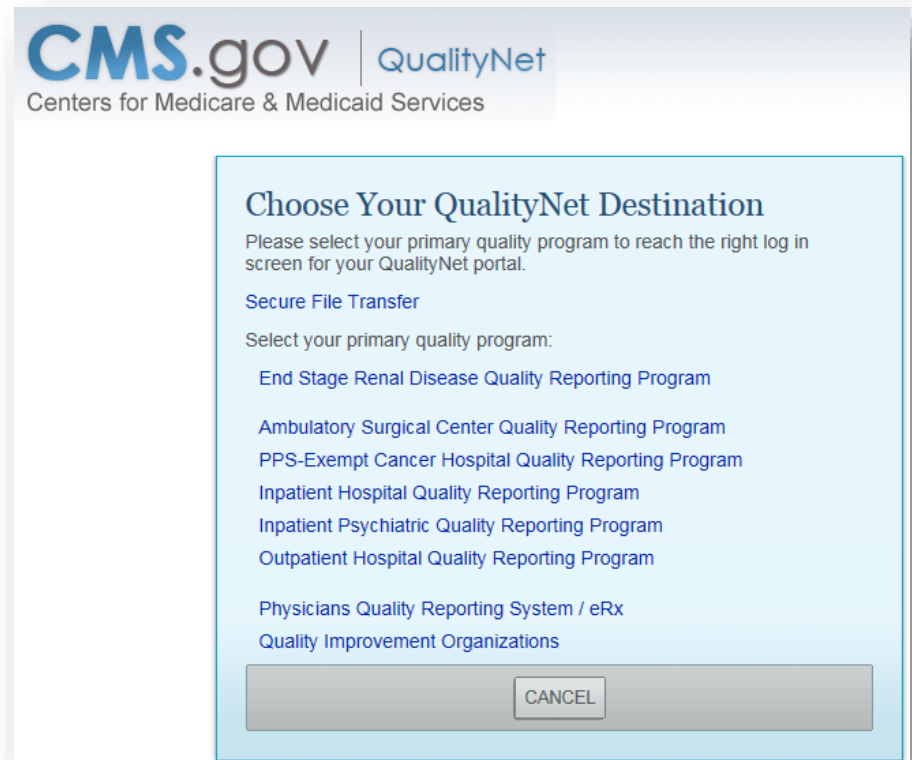 CMS.gov | QualityNet
Centers for Medicare & Medicaid Services
Choose Your QualityNet Destination
Please select your primary quality program to reach the right log in
screen for your QualityNet portal.
Secure File Transfer
Select your primary quality program:
End Stage Renal Disease Quality Reporting Program
Ambulatory Surgical Center Quality Reporting Program
PPS-Exempt Cancer Hospital Quality Reporting Program
Inpatient Hospital Quality Reporting Program
Inpatient Psychiatric Quality Reporting Program
Outpatient Hospital Quality Reporting Program
Physicians Quality Reporting System / eRx
Quality Improvement Organizations
CANCEL